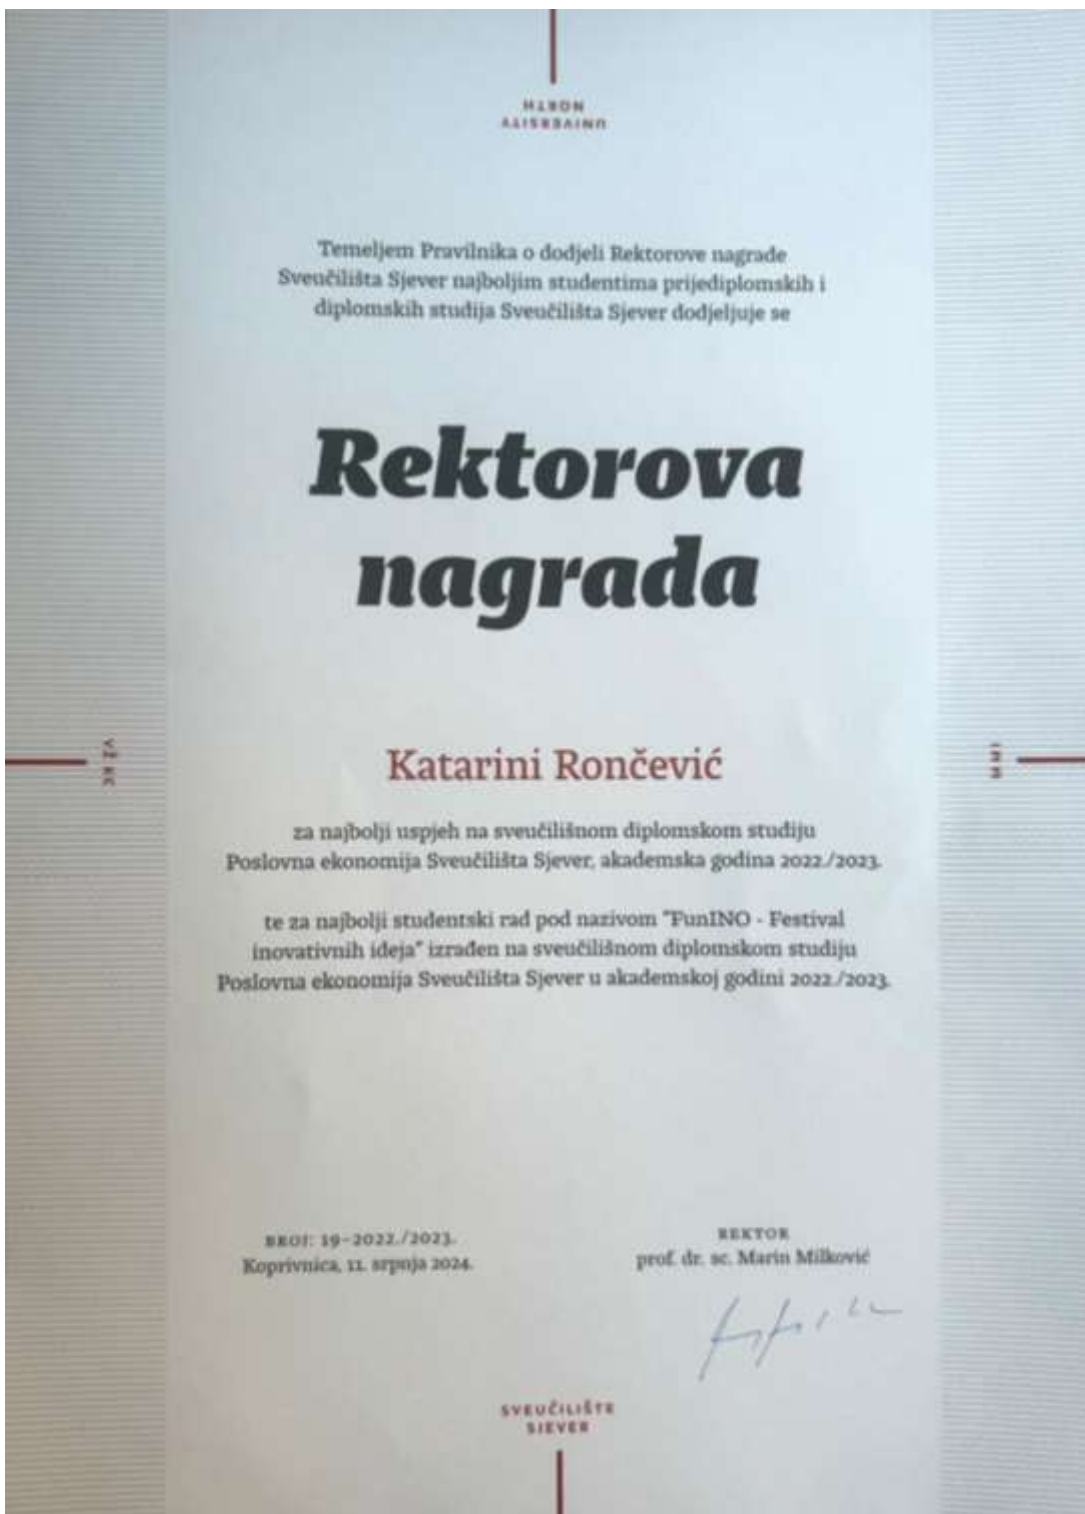 UNIVERSITY
NORTH
Temeljem Pravilnika o dodjeli Rektorove nagrade
Sveučilišta Sjever najboljim studentima prijediplomskih i
diplomskih studija Sveučilišta Sjever dodjeljuje se
Rektorova
nagrada
VŽ KC
Katarini Rončević
za najbolji uspjeh na sveučilišnom diplomskom studiju
Poslovna ekonomija Sveučilišta Sjever, akademska godina 2022./2023.
te za najbolji studentski rad pod nazivom "FunINO - Festival
inovativnih ideja" izrađen na sveučilišnom diplomskom studiju
Poslovna ekonomija Sveučilišta Sjever u akademskoj godini 2022./2023.
BROJ: 19-2022./2023.
Koprivnica, 11. srpnja 2024.
REKTOR
prof. dr. sc. Marin Milković
SVEUČILIŠTE
SJEVER